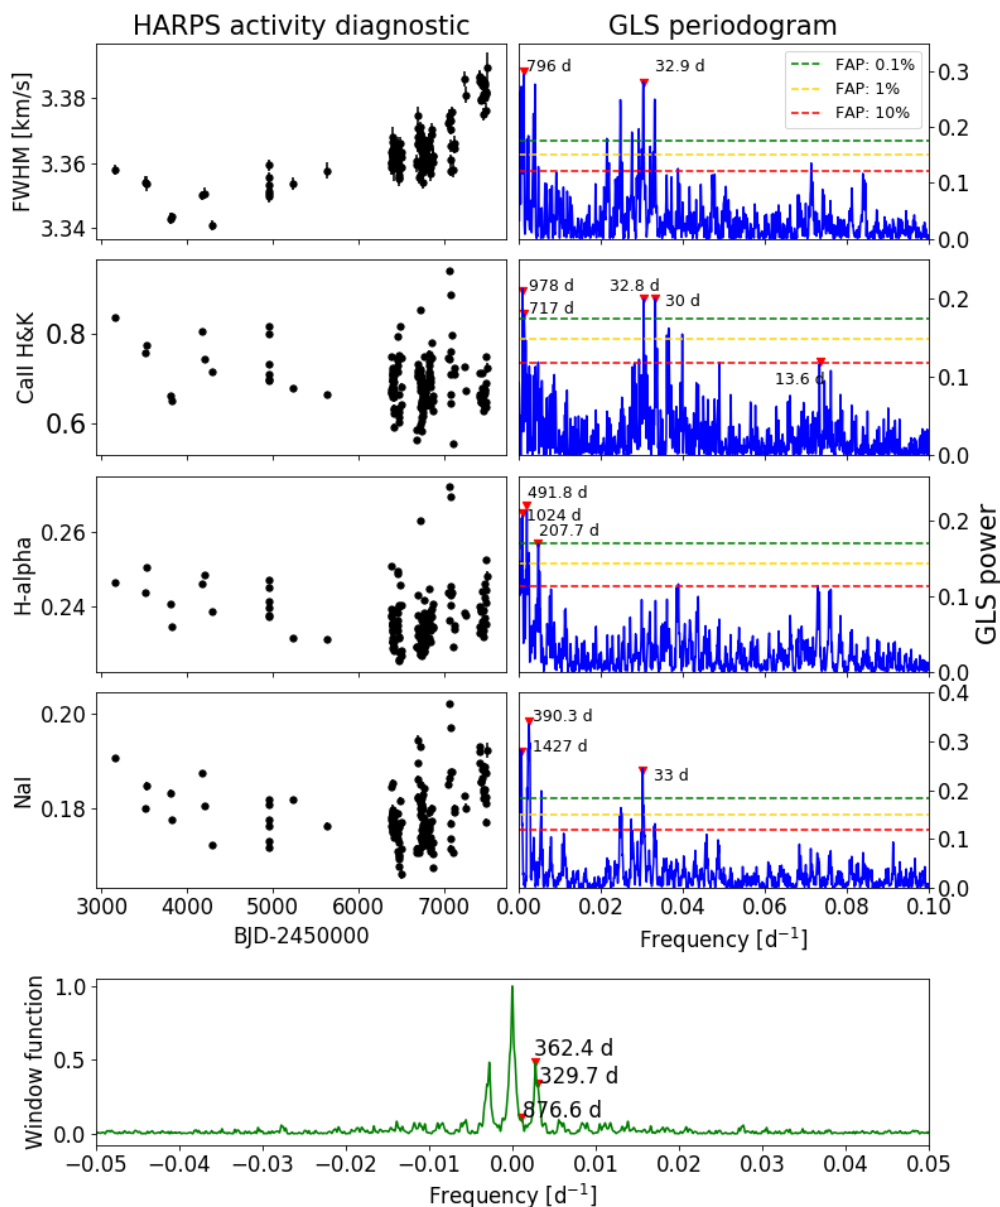 HARPS activity diagnostic
GLS periodogram
FWHM [km/s]
3.38
3.36
3.34
796 d
32.9 d
FAP: 0.1%
FAP: 1%
FAP: 10%
0.3
0.2
0.1
0.0
CaII H&K
0.8
0.6
978 d
717 d
32.8 d
30 d
13.6 d
0.2
0.1
0.0
H-alpha
0.26
0.24
491.8 d
1024 d
207.7 d
0.2
0.1
0.0
GLS power
NaI
0.20
0.18
390.3 d
1427 d
33 d
0.4
0.3
0.2
0.1
0.0
3000 4000 5000 6000 7000
BJD-2450000
0.00 0.02 0.04 0.06 0.08 0.10
Frequency [d−1]
Window function
1.0
0.5
0.0
362.4 d
329.7 d
876.6 d
−0.05 −0.04 −0.03 −0.02 −0.01 0.00 0.01 0.02 0.03 0.04 0.05
Frequency [d−1]